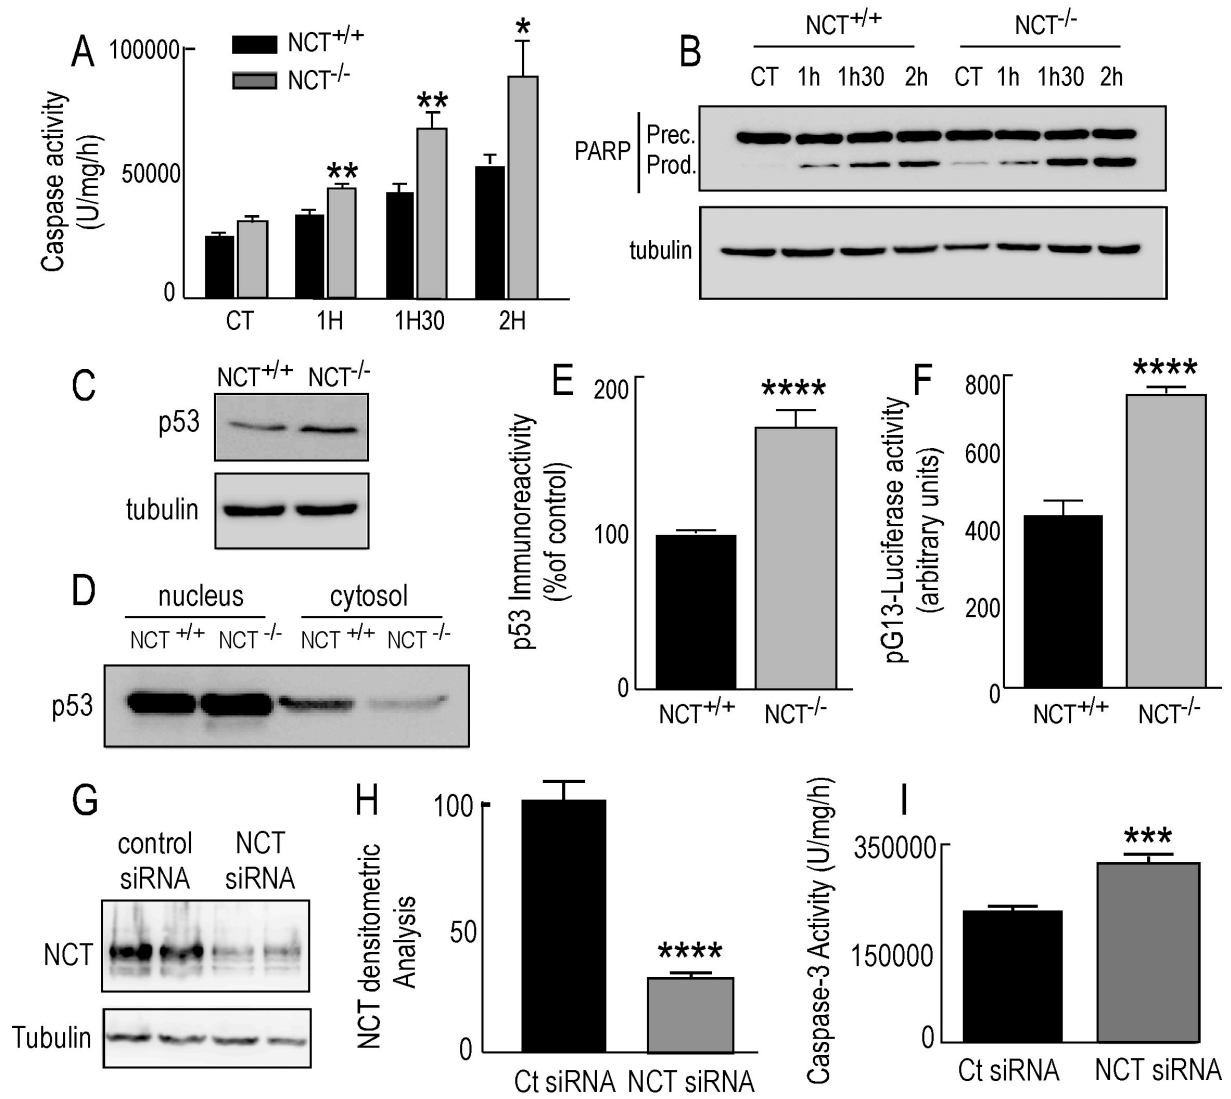 A
100000
50000
0
Caspase activity
(U/mg/h)
NCT+/+
NCT-/-
**
**
*
CT 1H 1H30 2H
B
NCT+/+ NCT-/-
CT 1h 1h30 2h CT 1h 1h30 2h
PARP
Prec.
Prod.
tubulin
C
NCT+/+ NCT-/-
p53
tubulin
D
nucleus cytosol
NCT +/+ NCT -/- NCT +/+ NCT -/-
p53
E
200
100
0
p53 Immunoreactivity
(%of control)
****
NCT+/+ NCT-/-
F
800
600
400
200
0
pG13-Luciferase activity
(arbitrary units)
****
NCT+/+ NCT-/-
G
control NCT
siRNA siRNA
NCT
Tubulin
H
100
50
0
NCT densitometric
Analysis
****
Ct siRNA NCT siRNA
I
350000
150000
0
Caspase-3 Activity (U/mg/h)
***
Ct siRNA NCT siRNA